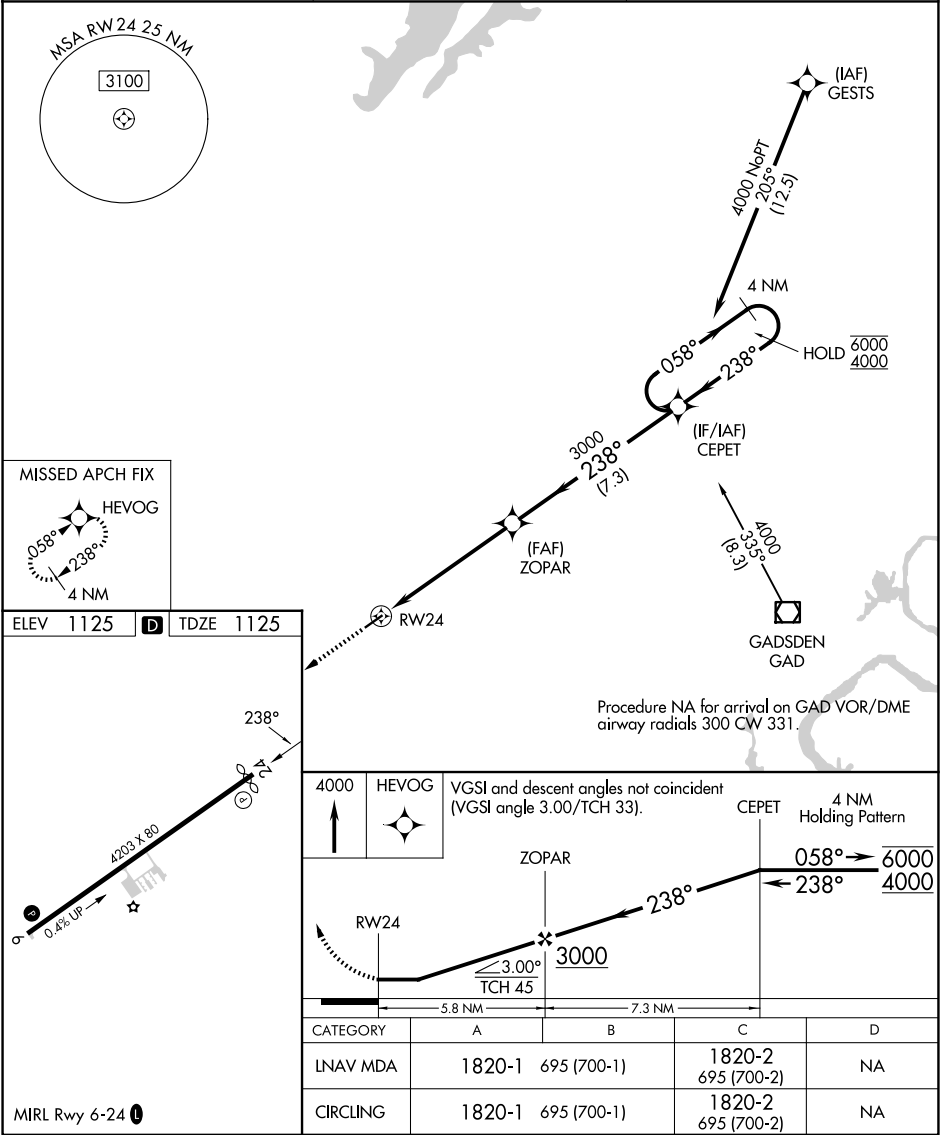 MSA RW24 25 NM
3100
(IAF)
GESTS
4000 NoPT
205°
(12.5)
4 NM
HOLD 6000
4000
058°
238°
(IF/IAF)
CEPET
3000
238°
(7.3)
(FAF)
ZOPAR
4000
335°
(8.3)
RW24
GADSDEN
GAD
Procedure NA for arrival on GAD VOR/DME
airway radials 300 CW 331.
MISSED APCH FIX
HEVOG
058°
238°
4 NM
ELEV 1125 D TDZE 1125
238°
24
P
4203 X 80
P
0.4% UP
6
MIRL Rwy 6-24 L
4000
HEVOG
VGSI and descent angles not coincident
(VGSI angle 3.00/TCH 33).
CEPET
4 NM
Holding Pattern
ZOPAR
058° 6000
238° 4000
238°
RW24
3000
3.00°
TCH 45
5.8 NM
7.3 NM
CATEGORY A B C D
LNAV MDA 1820-1 695 (700-1) 1820-2 695 (700-2) NA
CIRCLING 1820-1 695 (700-1) 1820-2 695 (700-2) NA